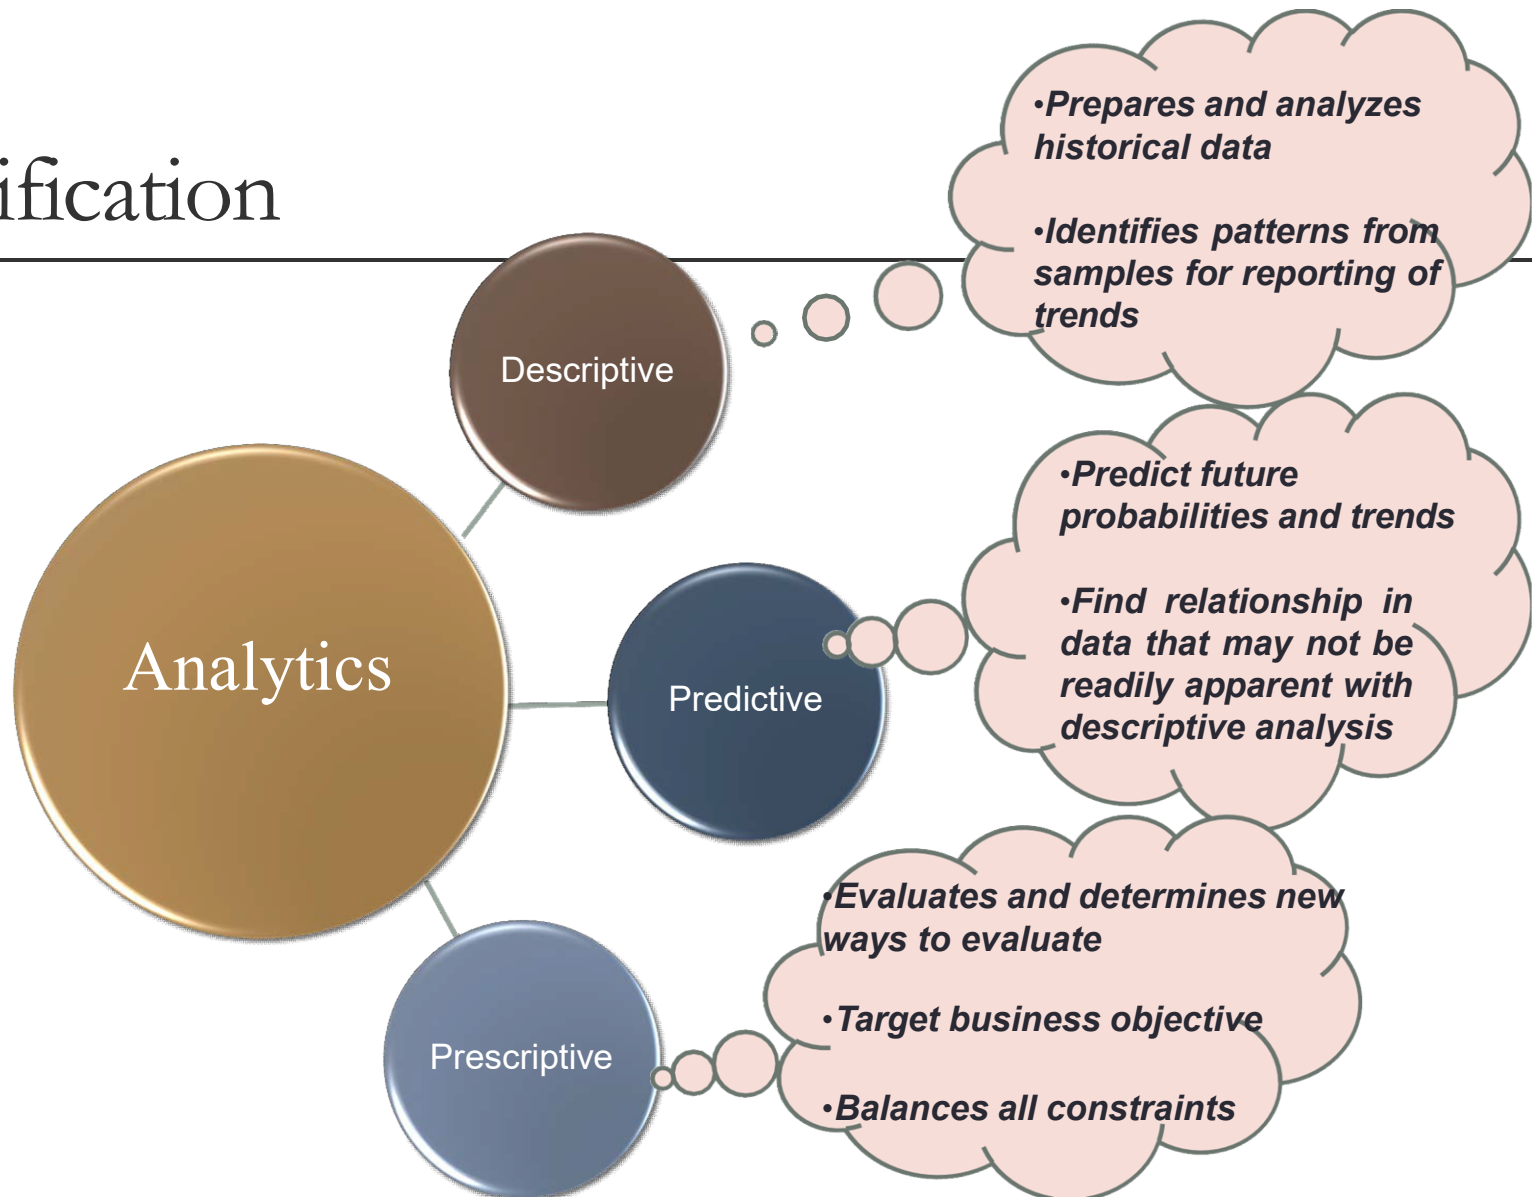 ification
•Prepares and analyzes
historical data
•Identifies patterns from
samples for reporting of
trends
Descriptive
•Predict future
probabilities and trends
•Find relationship in
data that may not be
readily apparent with
descriptive analysis
Analytics
Predictive
•Evaluates and determines new
ways to evaluate
•Target business objective
•Balances all constraints
Prescriptive